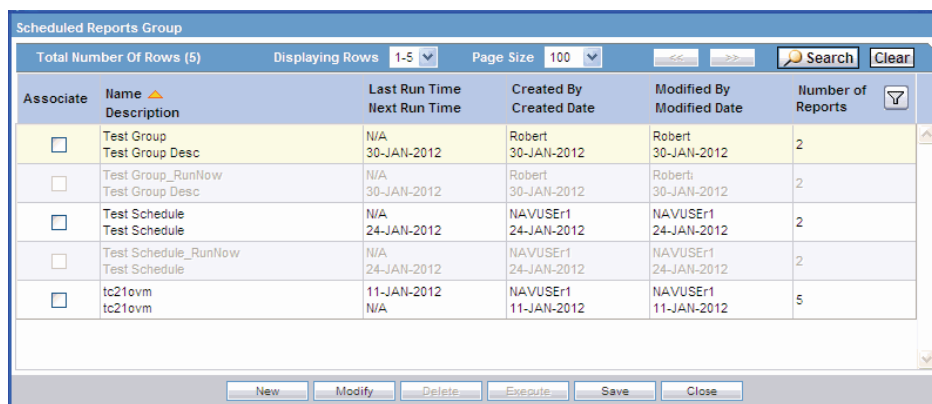 Scheduled Reports Group
Total Number Of Rows (5) Displaying Rows 1-5 Page Size 100 << >> Search Clear
Associate Name Description Last Run Time Next Run Time Created By Created Date Modified By Modified Date Number of Reports
Test Group N/A Robert Robert 2
Test Group Desc 30-JAN-2012 30-JAN-2012 30-JAN-2012
Test Group_RunNow N/A Robert Robert 2
Test Group Desc 30-JAN-2012 30-JAN-2012 30-JAN-2012
Test Schedule N/A NAVUSEr1 NAVUSEr1 2
Test Schedule 24-JAN-2012 24-JAN-2012 24-JAN-2012
Test Schedule_RunNow N/A NAVUSEr1 NAVUSEr1 2
Test Schedule 24-JAN-2012 24-JAN-2012 24-JAN-2012
tc21ovm 11-JAN-2012 NAVUSEr1 NAVUSEr1 5
tc21ovm N/A 11-JAN-2012 11-JAN-2012
New Modify Delete Execute Save Close